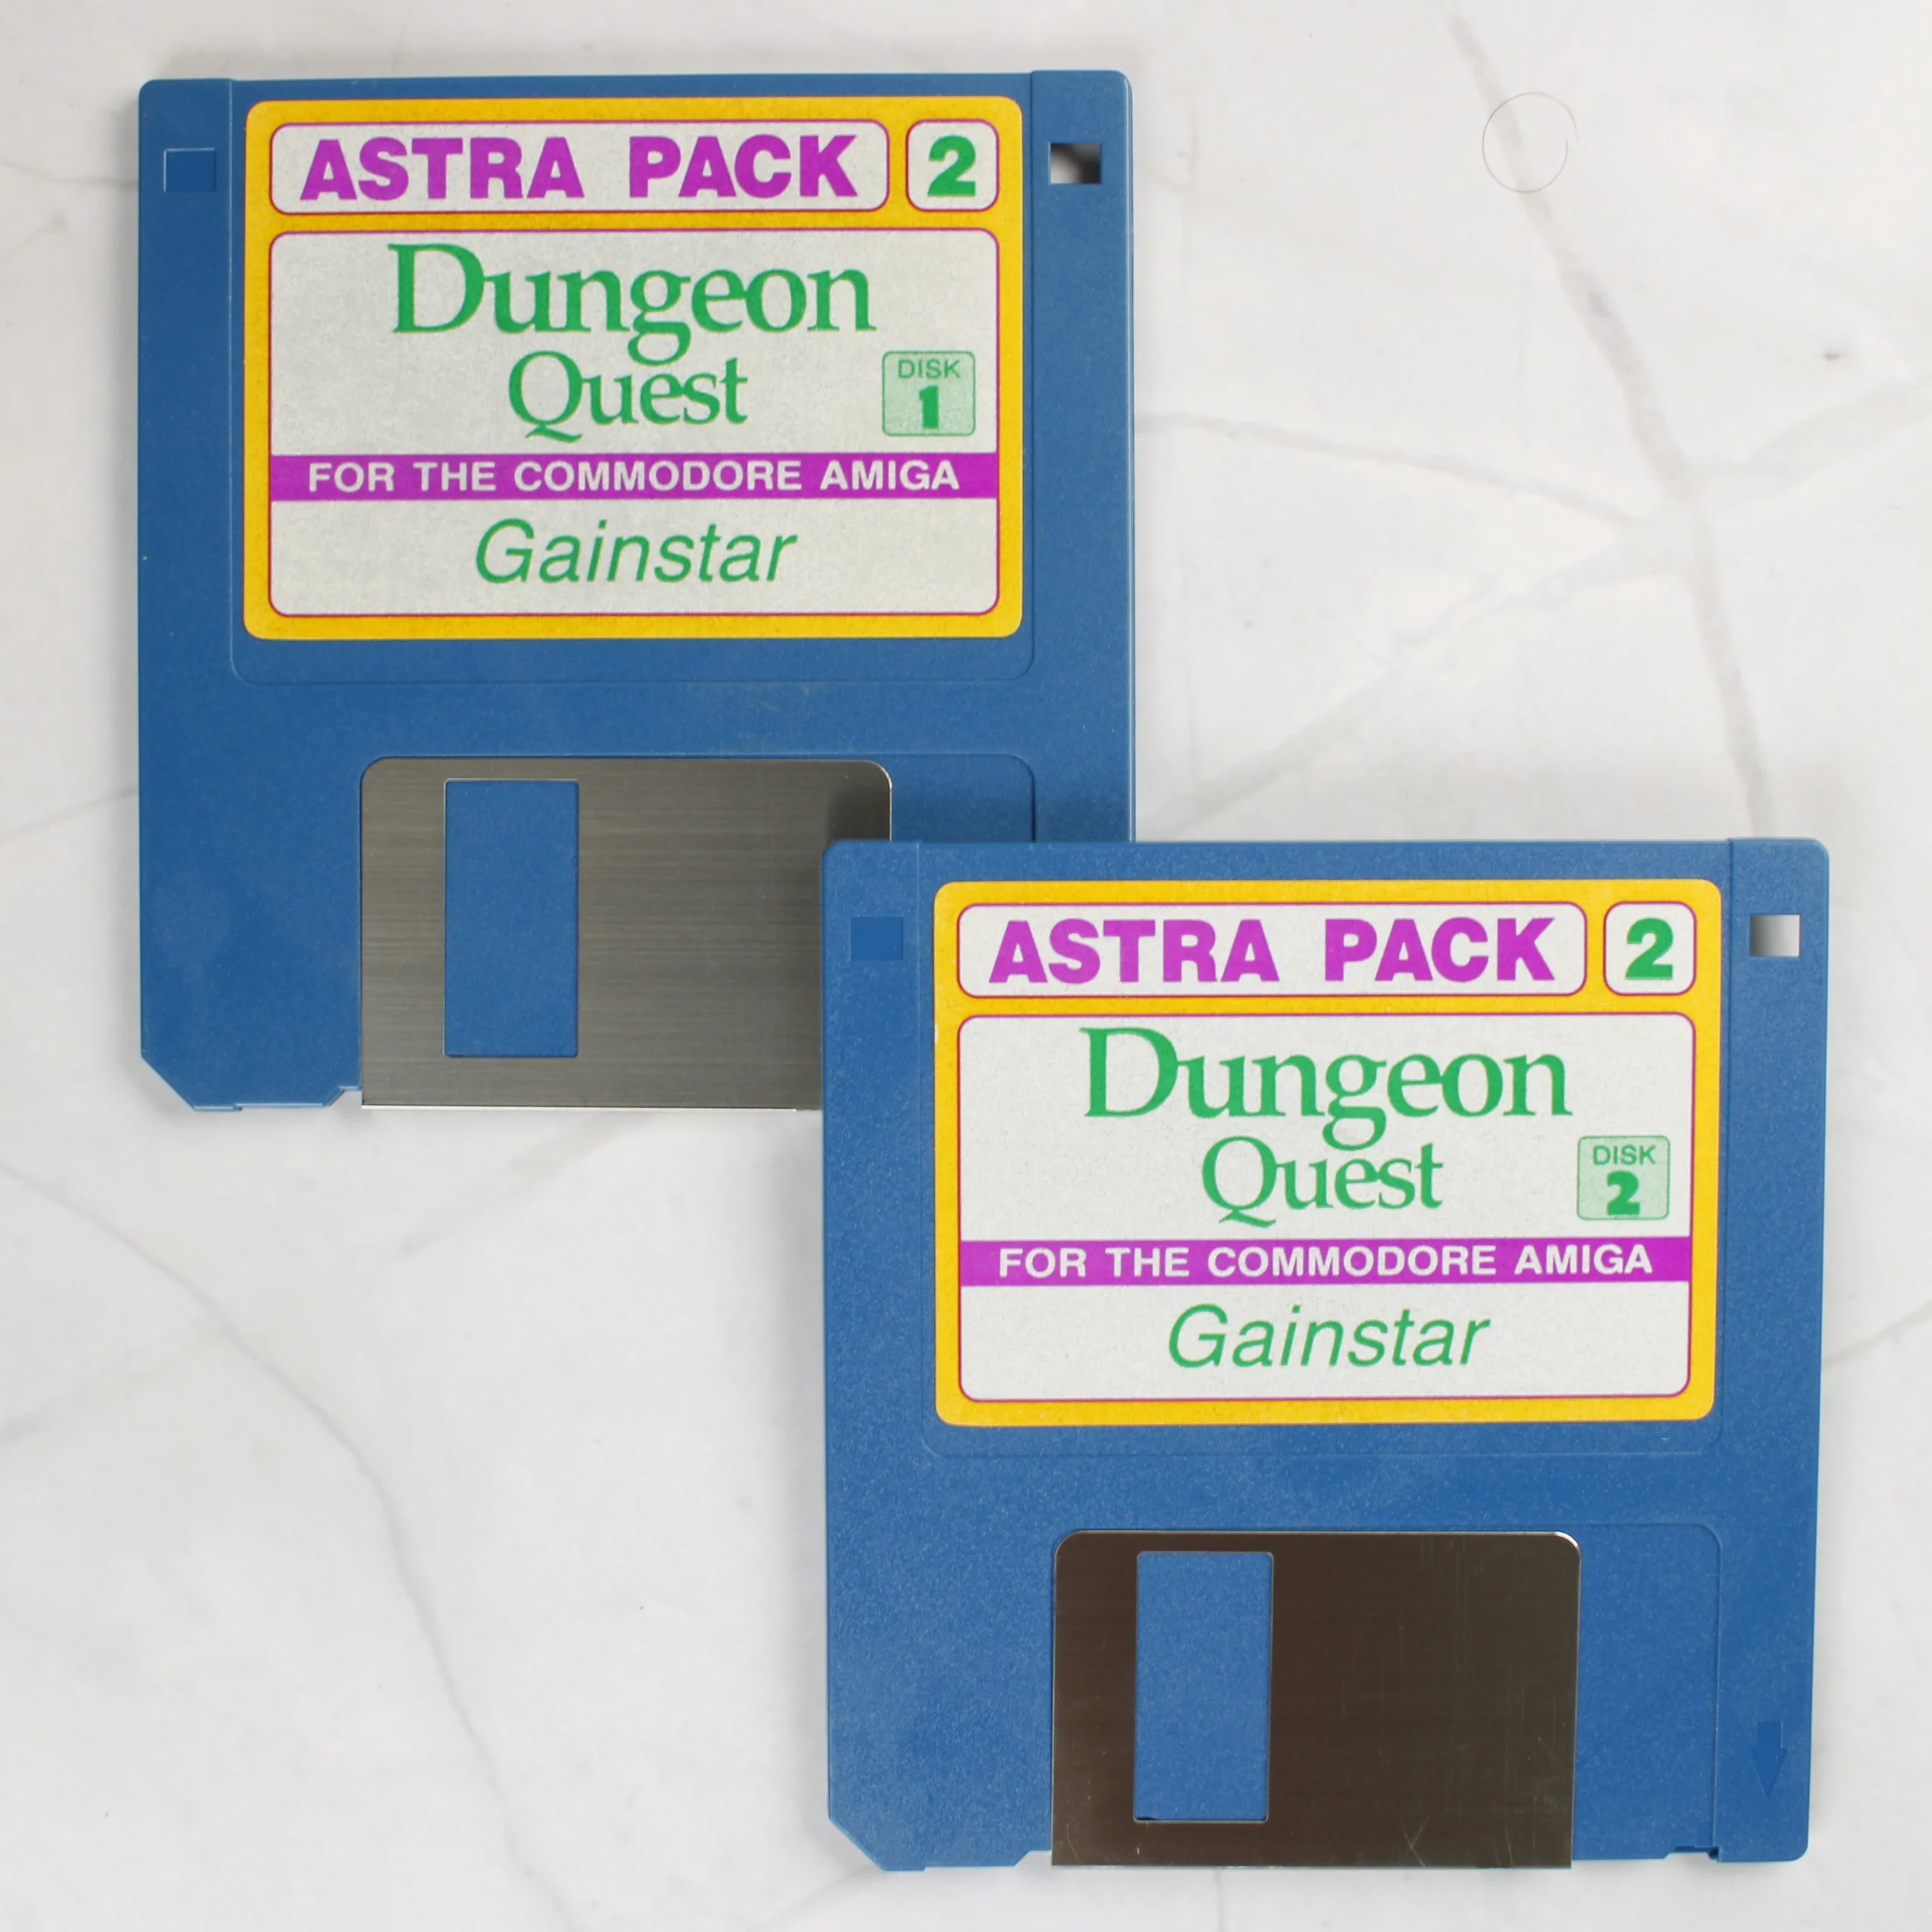 ASTRA PACK 2
Dungeon
Quest
DISK
1
FOR THE COMMODORE AMIGA
Gainstar
ASTRA PACK 2
Dungeon
Quest
DISK
2
FOR THE COMMODORE AMIGA
Gainstar